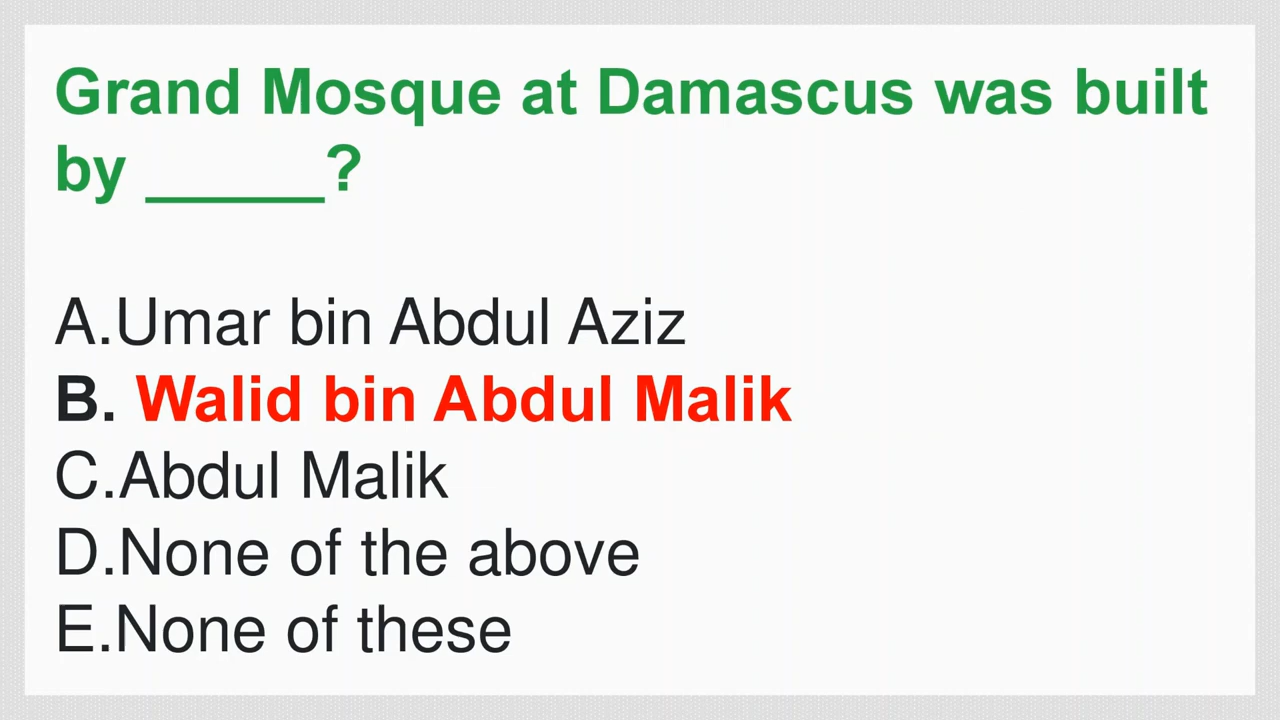 Grand Mosque at Damascus was built
by _____?
A.Umar bin Abdul Aziz
B. Walid bin Abdul Malik
C.Abdul Malik
D.None of the above
E.None of these